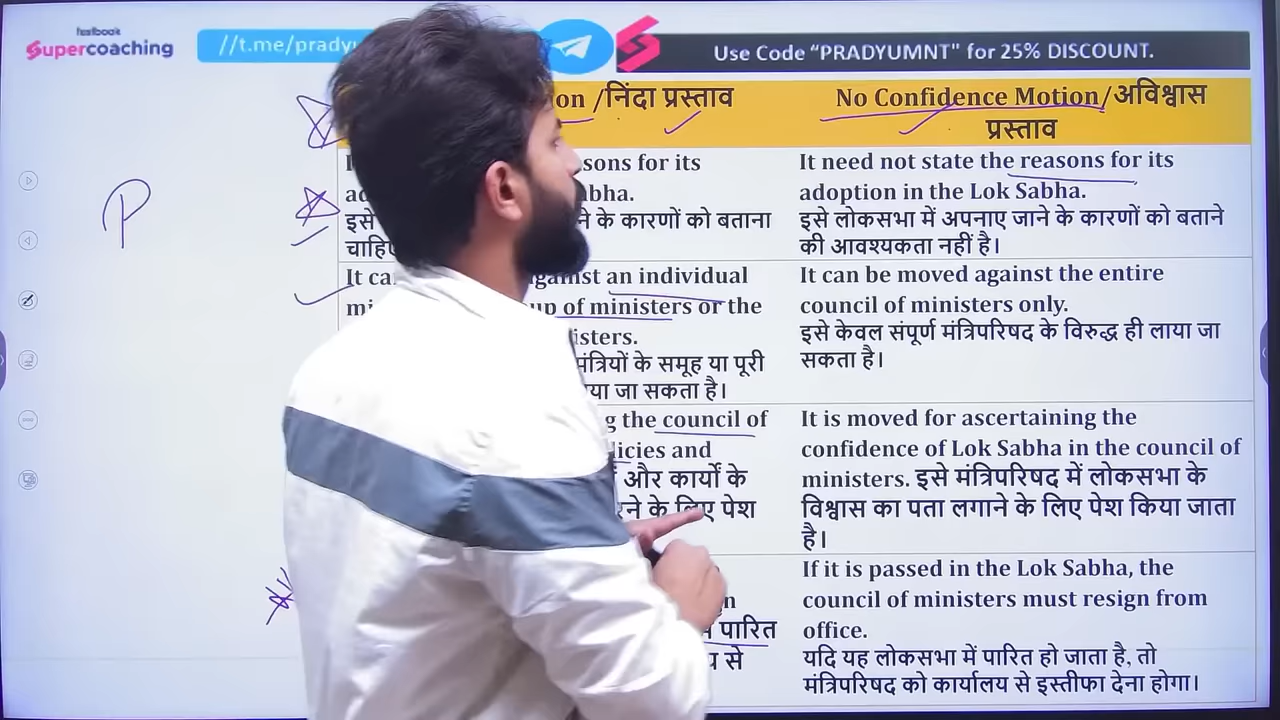 testbook
Supercoaching
//t.me/prady
Use Code “PRADYUMNT" for 25% DISCOUNT.
on /निंदा प्रस्ताव
No Confidence Motion/अविश्वास
प्रस्ताव
P
sons for its
bha.
इसे
ने के कारणों को बताना
चाहिए
It need not state the reasons for its
adoption in the Lok Sabha.
इसे लोकसभा में अपनाए जाने के कारणों को बताने
की आवश्यकता नहीं है।
It ca
gainst an individual
up of ministers or the
isters.
मंत्रियों के समूह या पूरी
या जा सकता है।
It can be moved against the entire
council of ministers only.
इसे केवल संपूर्ण मंत्रिपरिषद के विरुद्ध ही लाया जा
सकता है।
g the council of
licies and
और कार्यों के
रने के लिए पेश
It is moved for ascertaining the
confidence of Lok Sabha in the council of
ministers. इसे मंत्रिपरिषद में लोकसभा के
विश्वास का पता लगाने के लिए पेश किया जाता
है।
पारित
से
If it is passed in the Lok Sabha, the
council of ministers must resign from
office.
यदि यह लोकसभा में पारित हो जाता है, तो
मंत्रिपरिषद को कार्यालय से इस्तीफा देना होगा।